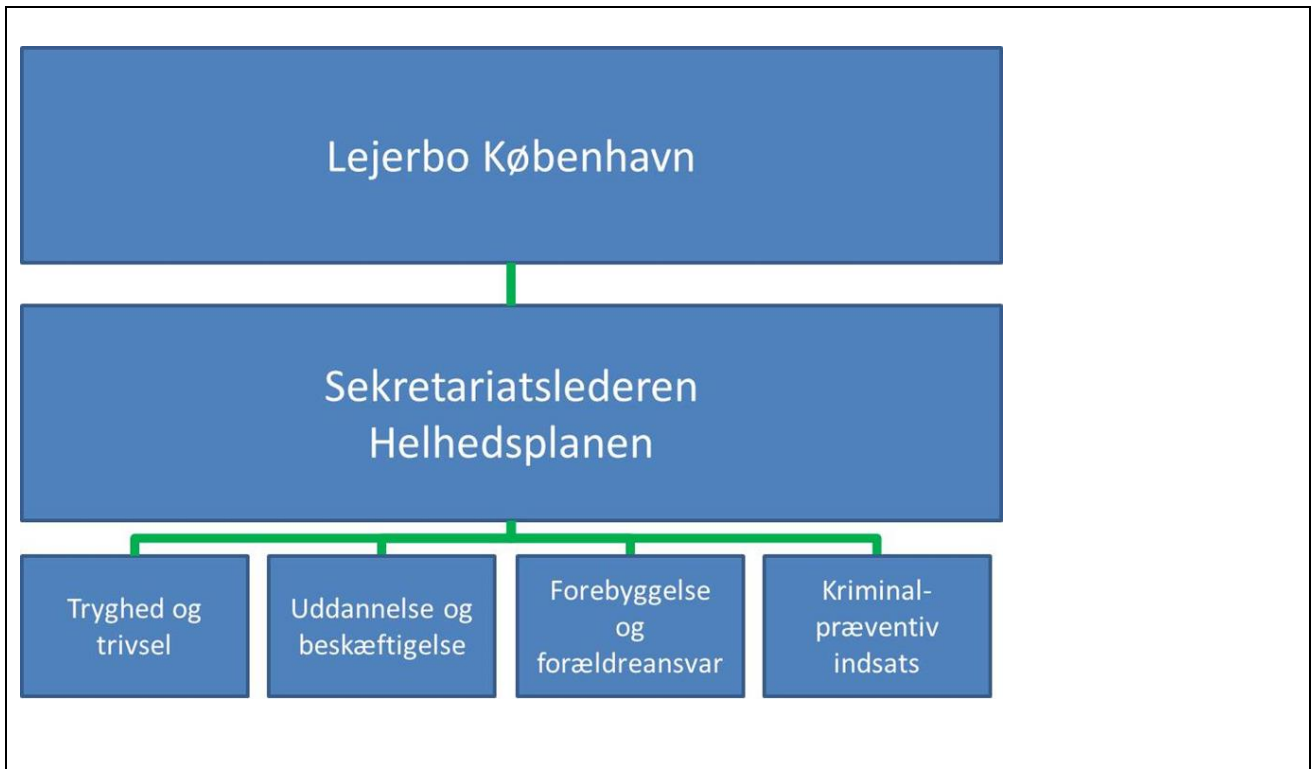 Lejerbo København
Sekretariatslederen
Helhedsplanen
Tryghed og
trivsel
Uddannelse og
beskæftigelse
Forebyggelse
og
forældreansvar
Kriminal-
præventiv
indsats